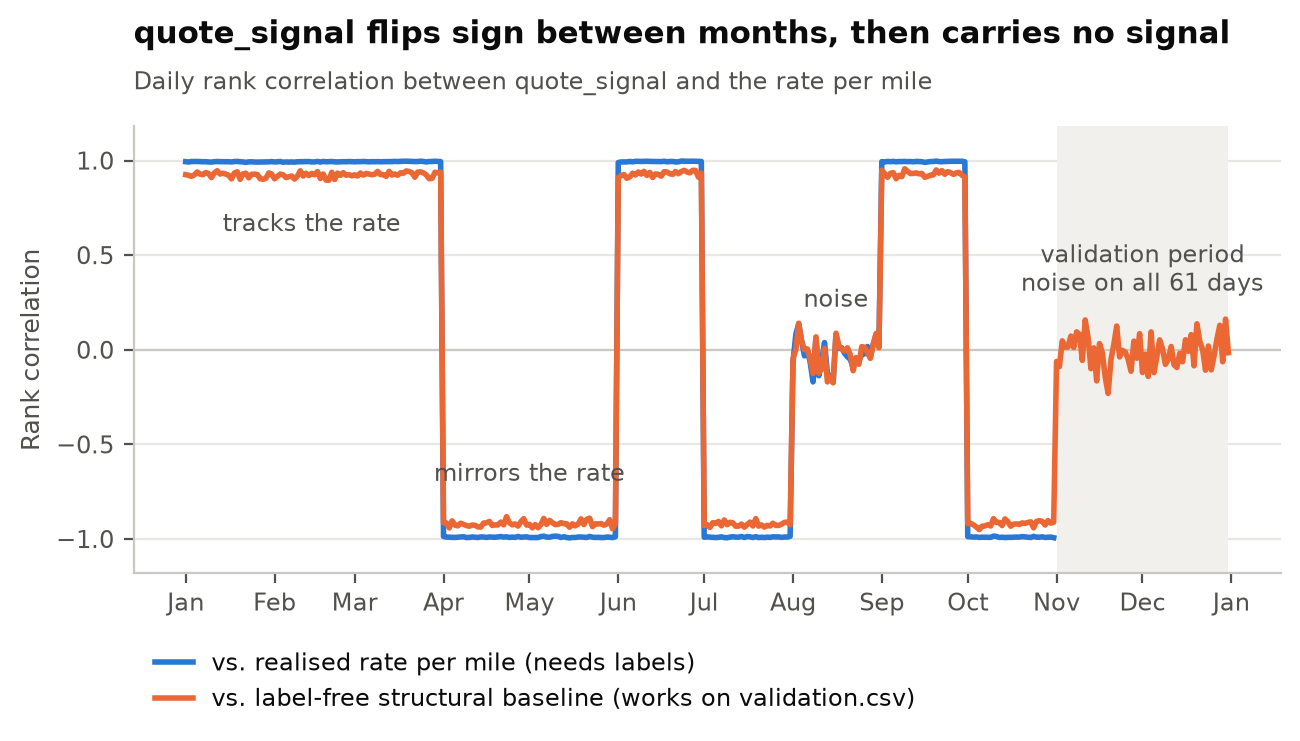 quote_signal flips sign between months, then carries no signal
Daily rank correlation between quote_signal and the rate per mile
Rank correlation
1.0
0.5
0.0
−0.5
−1.0
tracks the rate
mirrors the rate
noise
validation period
noise on all 61 days
Jan Feb Mar Apr May Jun Jul Aug Sep Oct Nov Dec Jan
vs. realised rate per mile (needs labels)
vs. label-free structural baseline (works on validation.csv)